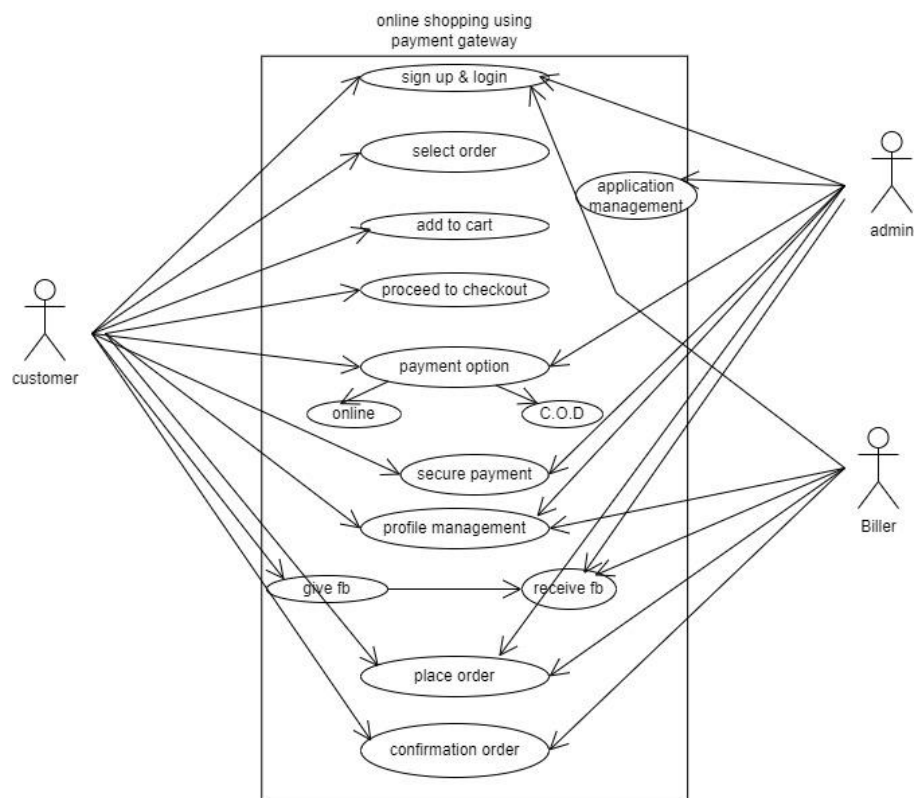 online shopping using
payment gateway
sign up & login
select order
application
management
admin
add to cart
proceed to checkout
customer
payment option
online
C.O.D
secure payment
Biller
profile management
give fb
receive fb
place order
confirmation order